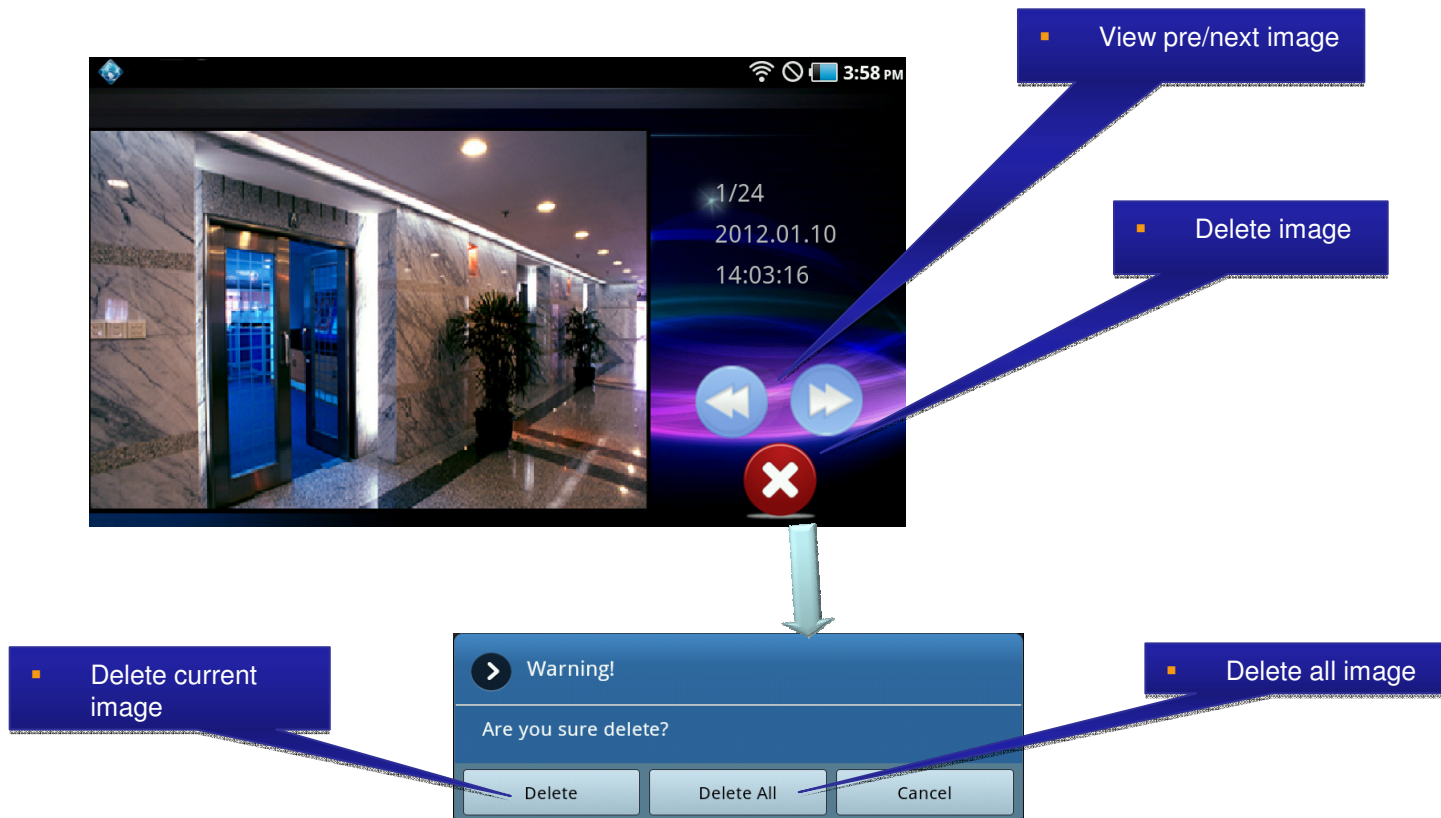 View pre/next image
3:58 PM
1/24
2012.01.10
14:03:16
Delete image
Warning!
Are you sure delete?
Delete
Delete All
Cancel
Delete current
image
Delete all image